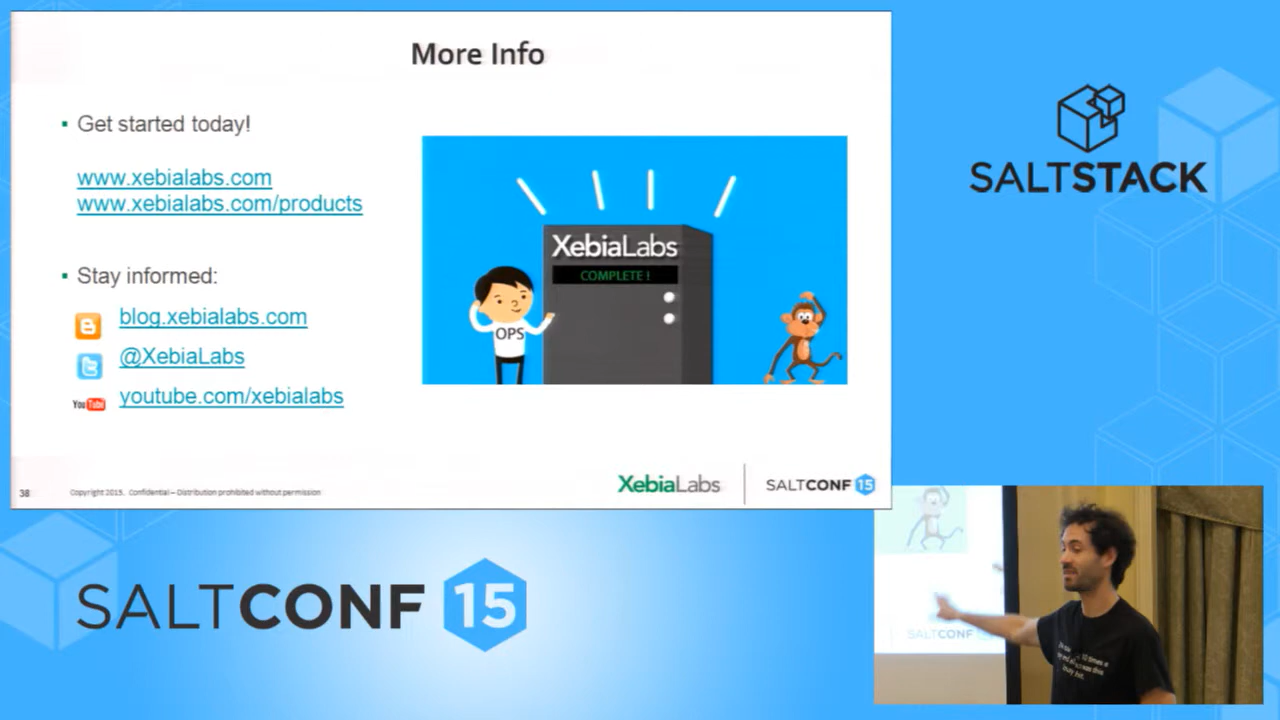 More Info
Get started today!
www.xebialabs.com
www.xebialabs.com/products
Stay informed:
blog.xebialabs.com
@XebiaLabs
You Tube
youtube.com/xebialabs
XebiaLabs
COMPLETE !
OPS
38
Copyright 2015. Confidential – Distribution prohibited without permission
XebiaLabs
SALTCONF 15
SALTSTACK
SALTCONF 15
SALTCONF
10 times a